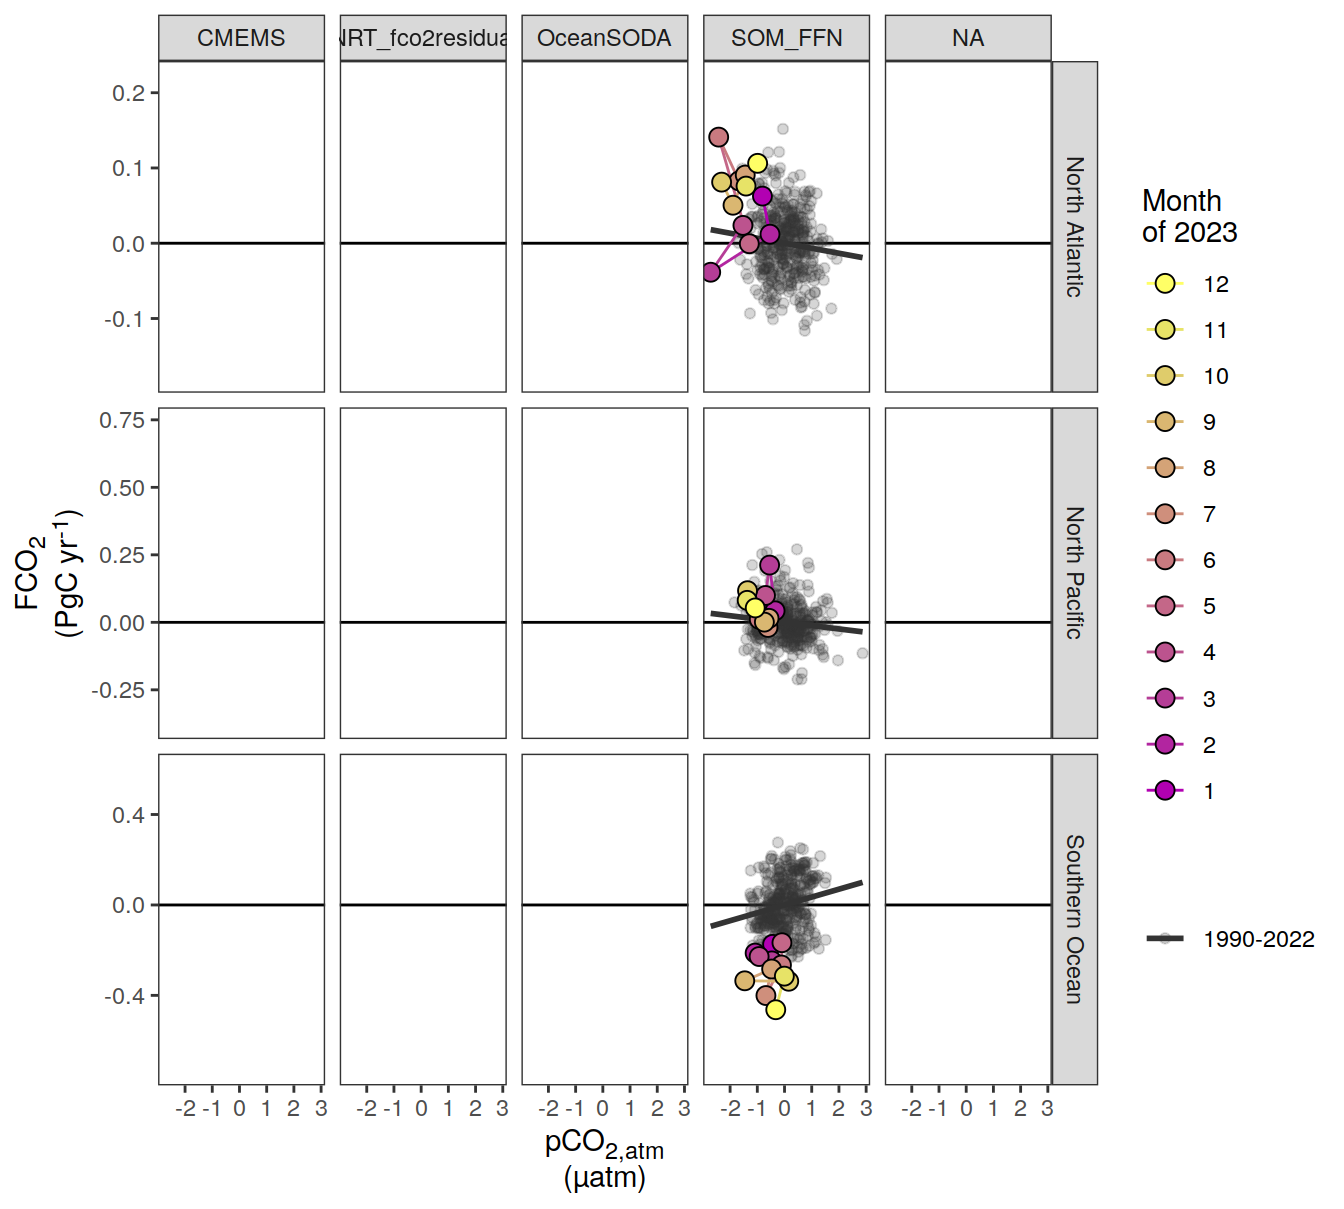 CMEMS
NRT_fco2residua
OceanSODA
SOM_FFN
NA
0.2
0.1
0.0
-0.1
North Atlantic
0.75
0.50
0.25
0.00
-0.25
North Pacific
0.4
0.0
-0.4
Southern Ocean
FCO2
(PgC yr-1)
-2 -1 0 1 2 3
-2 -1 0 1 2 3
-2 -1 0 1 2 3
-2 -1 0 1 2 3
-2 -1 0 1 2 3
pCO2,atm
(µatm)
Month
of 2023
12
11
10
9
8
7
6
5
4
3
2
1
1990-2022